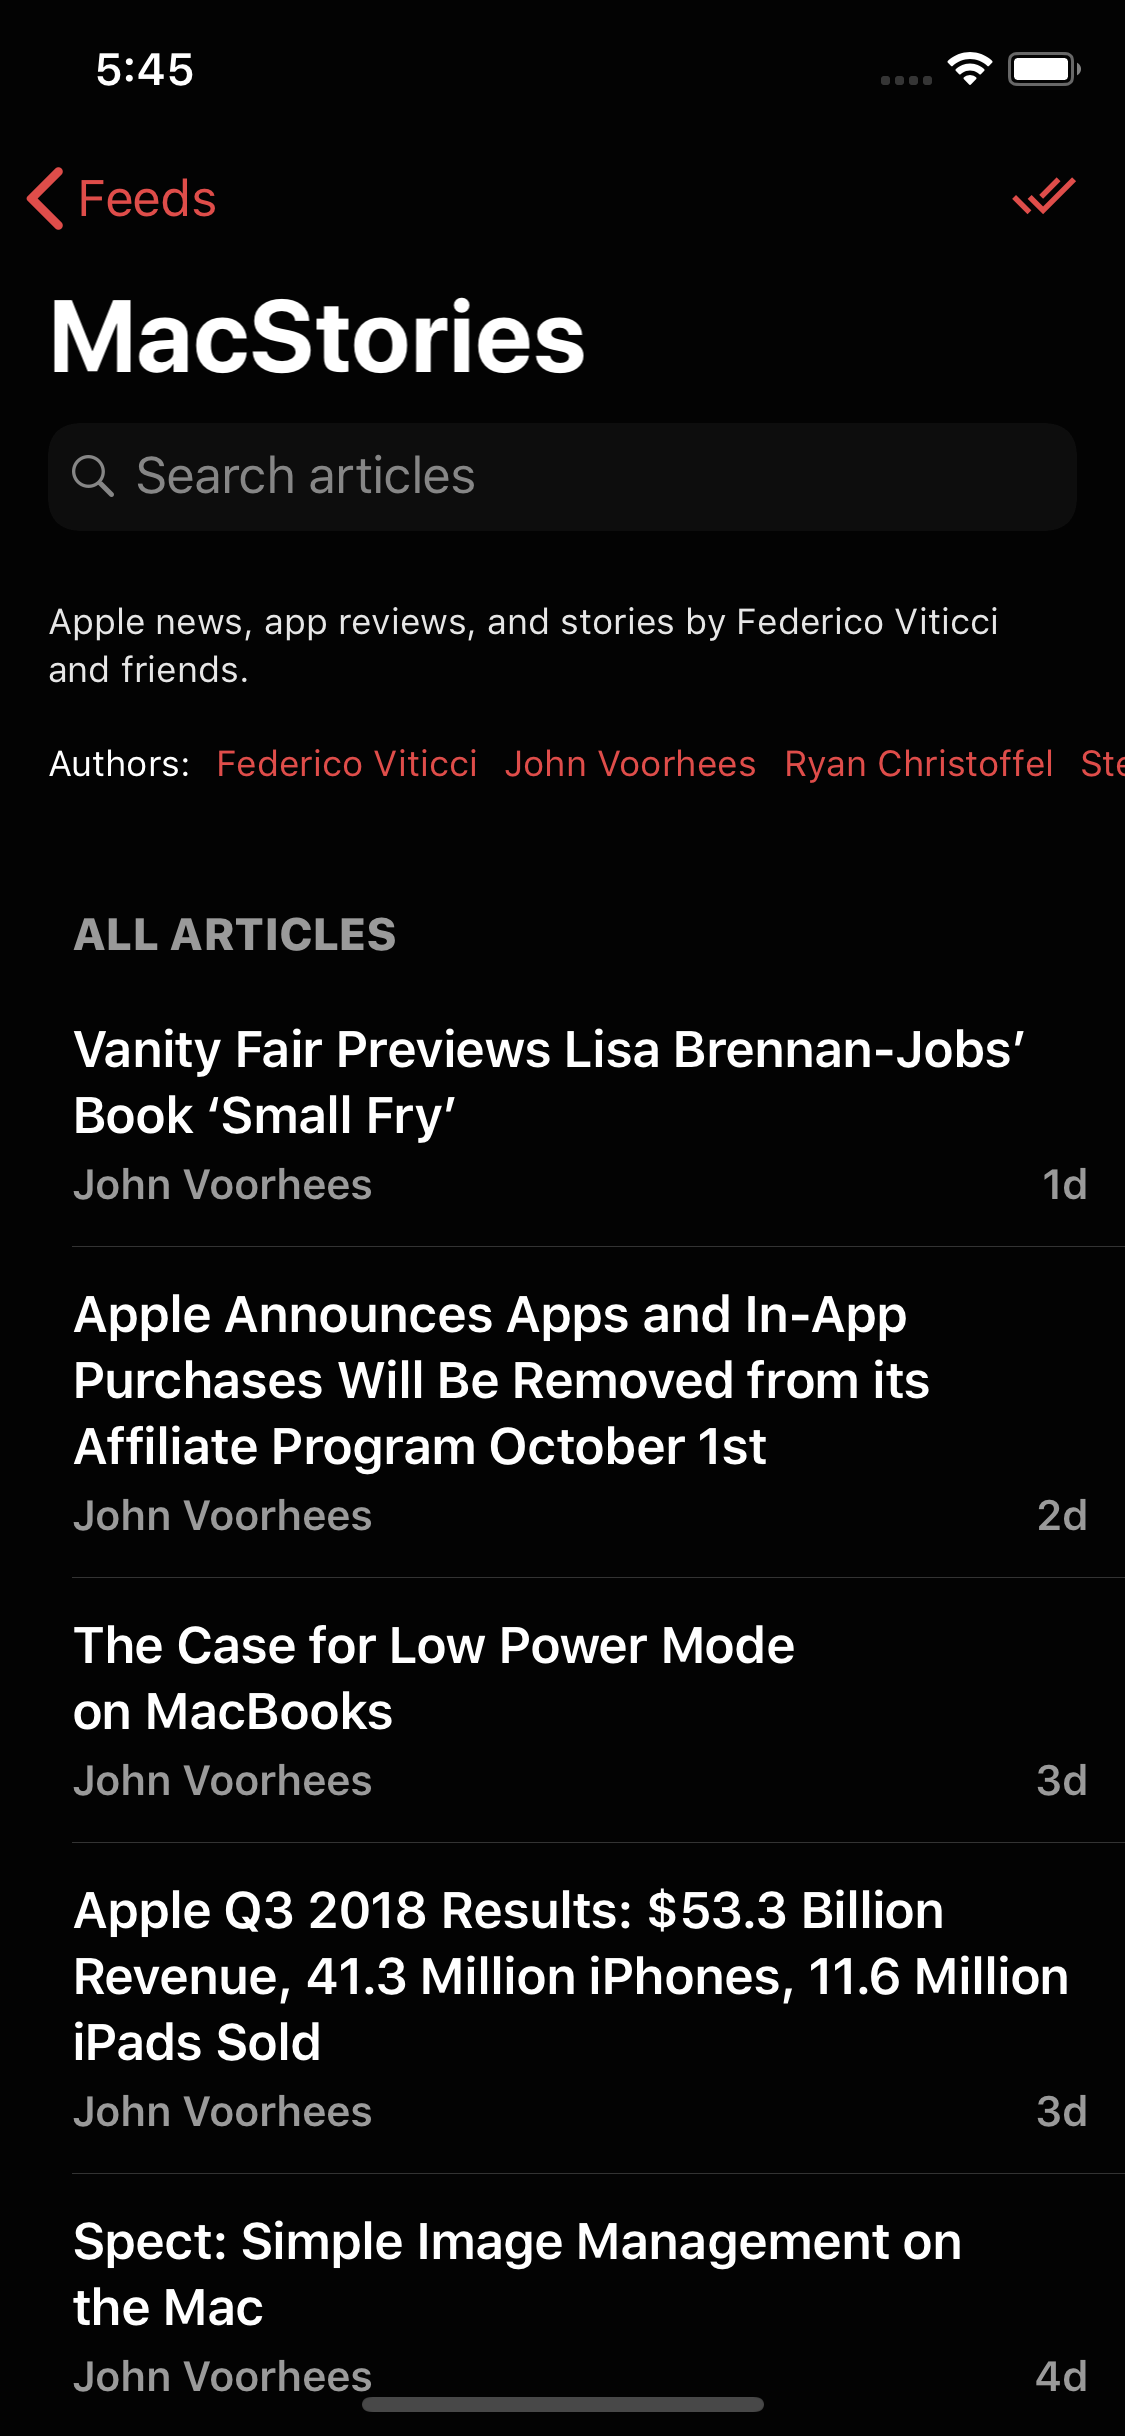 5:45
Feeds
MacStories
Search articles
Apple news, app reviews, and stories by Federico Viticci
and friends.
Authors: Federico Viticci John Voorhees Ryan Christoffel Ste
ALL ARTICLES
Vanity Fair Previews Lisa Brennan-Jobs’
Book ‘Small Fry’
John Voorhees 1d
Apple Announces Apps and In-App
Purchases Will Be Removed from its
Affiliate Program October 1st
John Voorhees 2d
The Case for Low Power Mode
on MacBooks
John Voorhees 3d
Apple Q3 2018 Results: $53.3 Billion
Revenue, 41.3 Million iPhones, 11.6 Million
iPads Sold
John Voorhees 3d
Spect: Simple Image Management on
the Mac
John Voorhees 4d